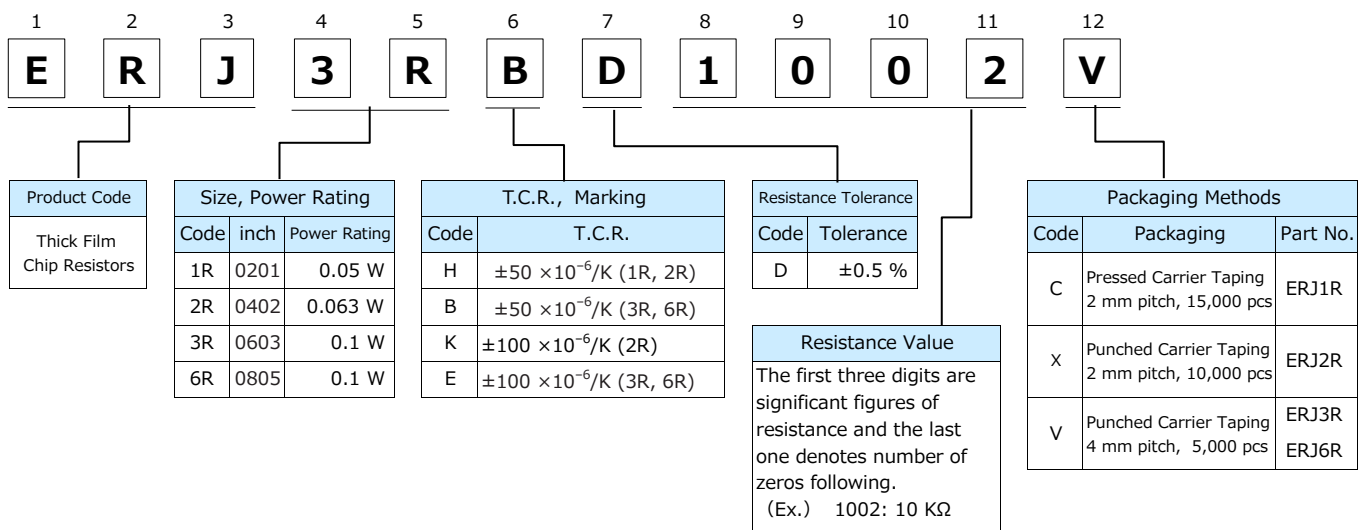 1 2 3 4 5 6 7 8 9 10 11 12
E R J 3 R B D 1 0 0 2 V
Product Code
Thick Film
Chip Resistors
Size, Power Rating
Code inch Power Rating
1R 0201 0.05 W
2R 0402 0.063 W
3R 0603 0.1 W
6R 0805 0.1 W
T.C.R., Marking
Code T.C.R.
H ±50 ×10⁻⁶/K (1R, 2R)
B ±50 ×10⁻⁶/K (3R, 6R)
K ±100 ×10⁻⁶/K (2R)
E ±100 ×10⁻⁶/K (3R, 6R)
Resistance Tolerance
Code Tolerance
D ±0.5 %
Resistance Value
The first three digits are
significant figures of
resistance and the last
one denotes number of
zeros following.
(Ex.) 1002: 10 KΩ
Packaging Methods
Code Packaging Part No.
C Pressed Carrier Taping
2 mm pitch, 15,000 pcs ERJ1R
X Punched Carrier Taping
2 mm pitch, 10,000 pcs ERJ2R
V Punched Carrier Taping
4 mm pitch, 5,000 pcs ERJ3R
ERJ6R